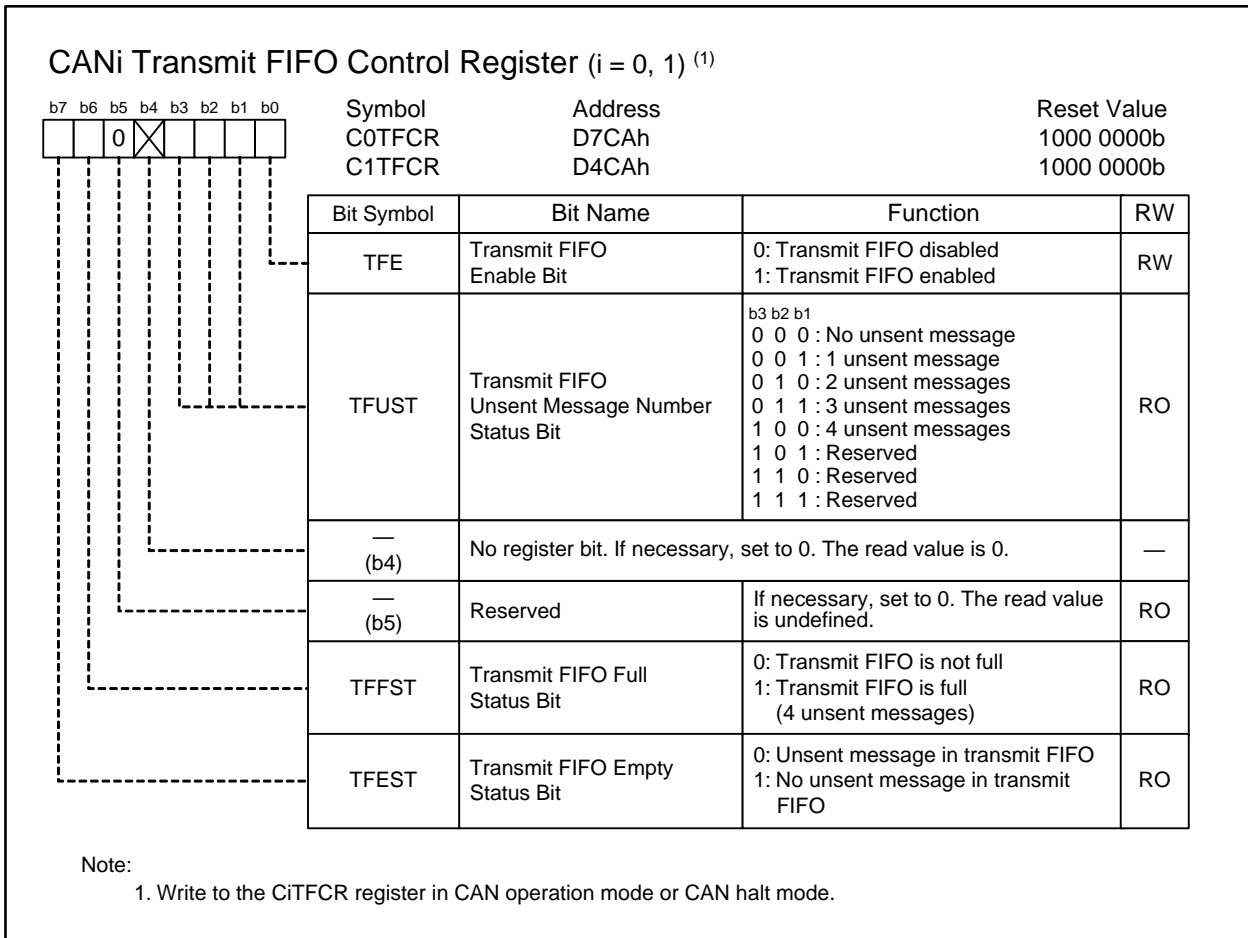 CANi Transmit FIFO Control Register (i = 0, 1) (1)
b7 b6 b5 b4 b3 b2 b1 b0
0
Symbol Address Reset Value
C0TFCR D7CAh 1000 0000b
C1TFCR D4CAh 1000 0000b
Bit Symbol Bit Name Function RW
TFE
Transmit FIFO
Enable Bit
0: Transmit FIFO disabled
1: Transmit FIFO enabled
RW
TFUST
Transmit FIFO
Unsent Message Number
Status Bit
b3 b2 b1
0 0 0 : No unsent message
0 0 1 : 1 unsent message
0 1 0 : 2 unsent messages
0 1 1 : 3 unsent messages
1 0 0 : 4 unsent messages
1 0 1 : Reserved
1 1 0 : Reserved
1 1 1 : Reserved
RO
—
(b4)
No register bit. If necessary, set to 0. The read value is 0.
—
—
(b5)
Reserved
If necessary, set to 0. The read value
is undefined.
RO
TFFST
Transmit FIFO Full
Status Bit
0: Transmit FIFO is not full
1: Transmit FIFO is full
(4 unsent messages)
RO
TFEST
Transmit FIFO Empty
Status Bit
0: Unsent message in transmit FIFO
1: No unsent message in transmit
FIFO
RO
Note:
1. Write to the CiTFCR register in CAN operation mode or CAN halt mode.